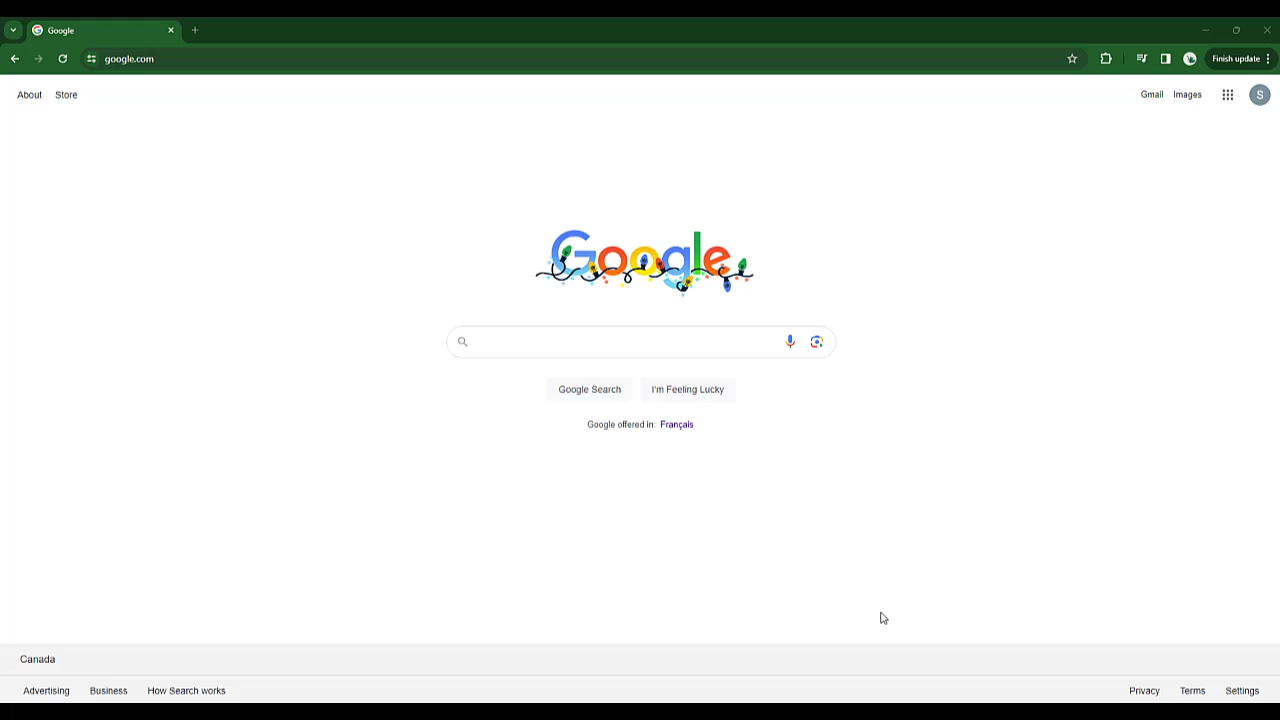 Google
google.com
Finish update
About Store
Gmail Images
S
Google
Google Search I'm Feeling Lucky
Google offered in: Français
Canada
Advertising Business How Search works
Privacy Terms Settings